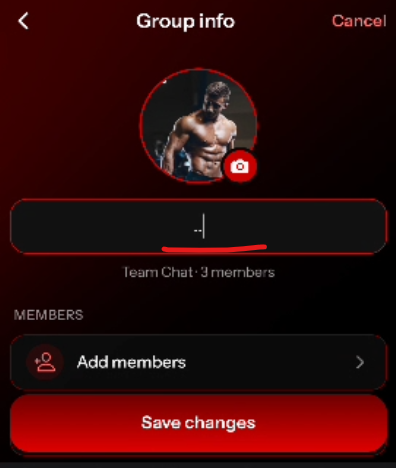 Group info
Cancel
..
Team Chat · 3 members
MEMBERS
Add members
Save changes